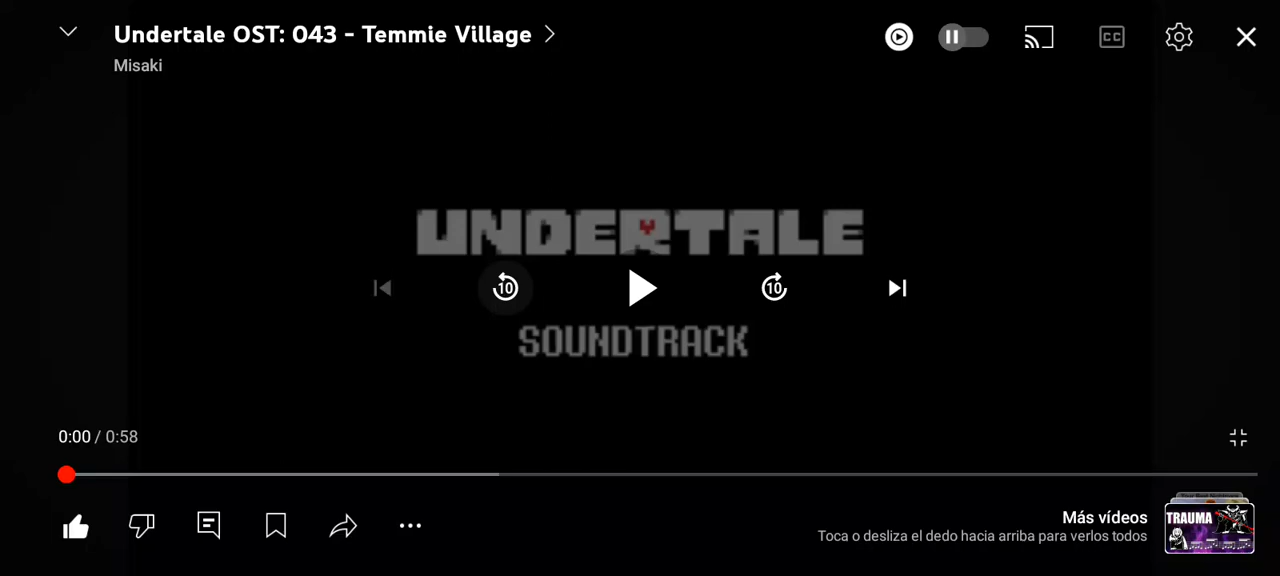 Undertale OST: 043 - Temmie Village
Misaki
CC
UNDERTALE
10
10
SOUNDTRACK
0:00 / 0:58
Más vídeos
Toca o desliza el dedo hacia arriba para verlos todos
TRAUMA